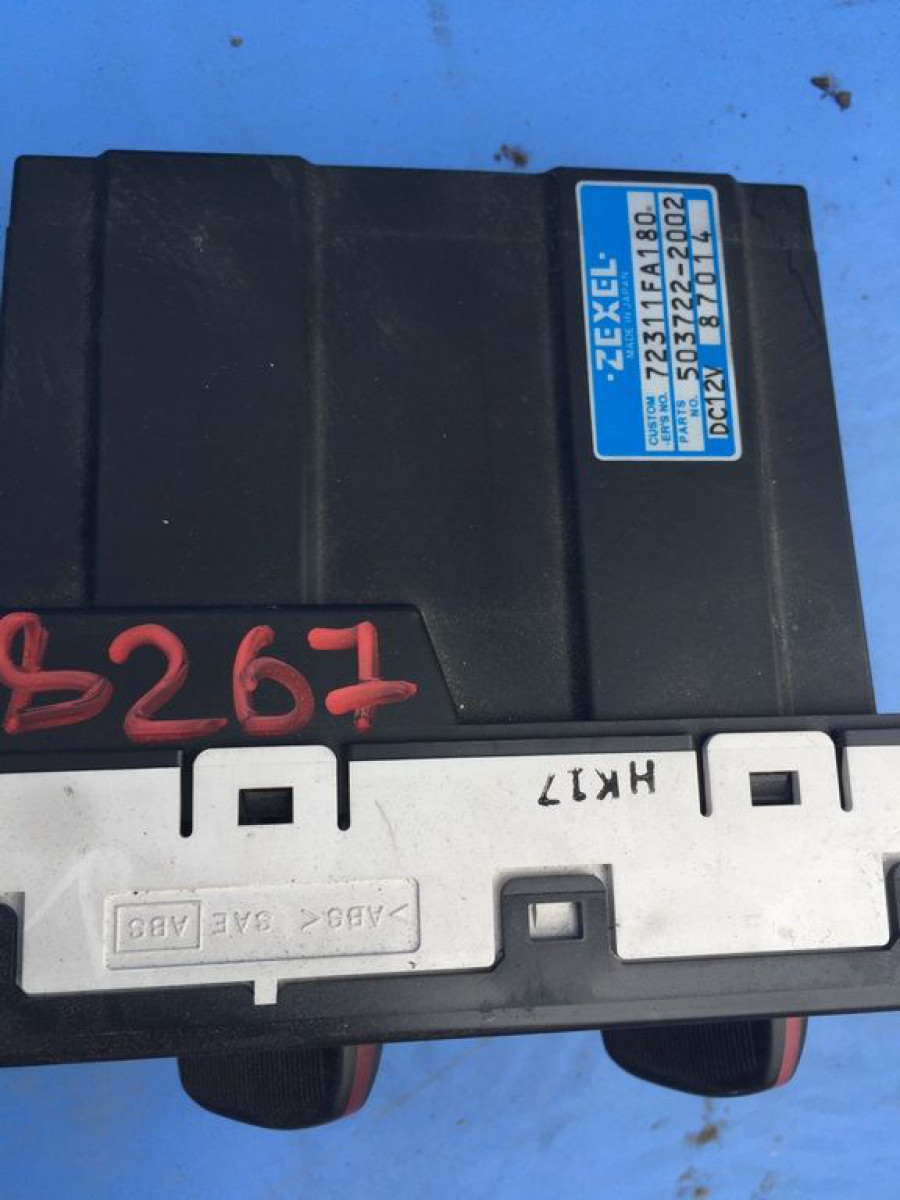 ·ZEXEL·
MADE IN JAPAN
CUSTOM
-ER'S NO. 72311FA180
PARTS
NO. 503722-2002
DC12V 87014
8267
HK17
>ABS< SAE ABS